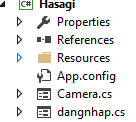 C# Hasagi
Properties
References
Resources
App.config
Camera.cs
dangnhap.cs